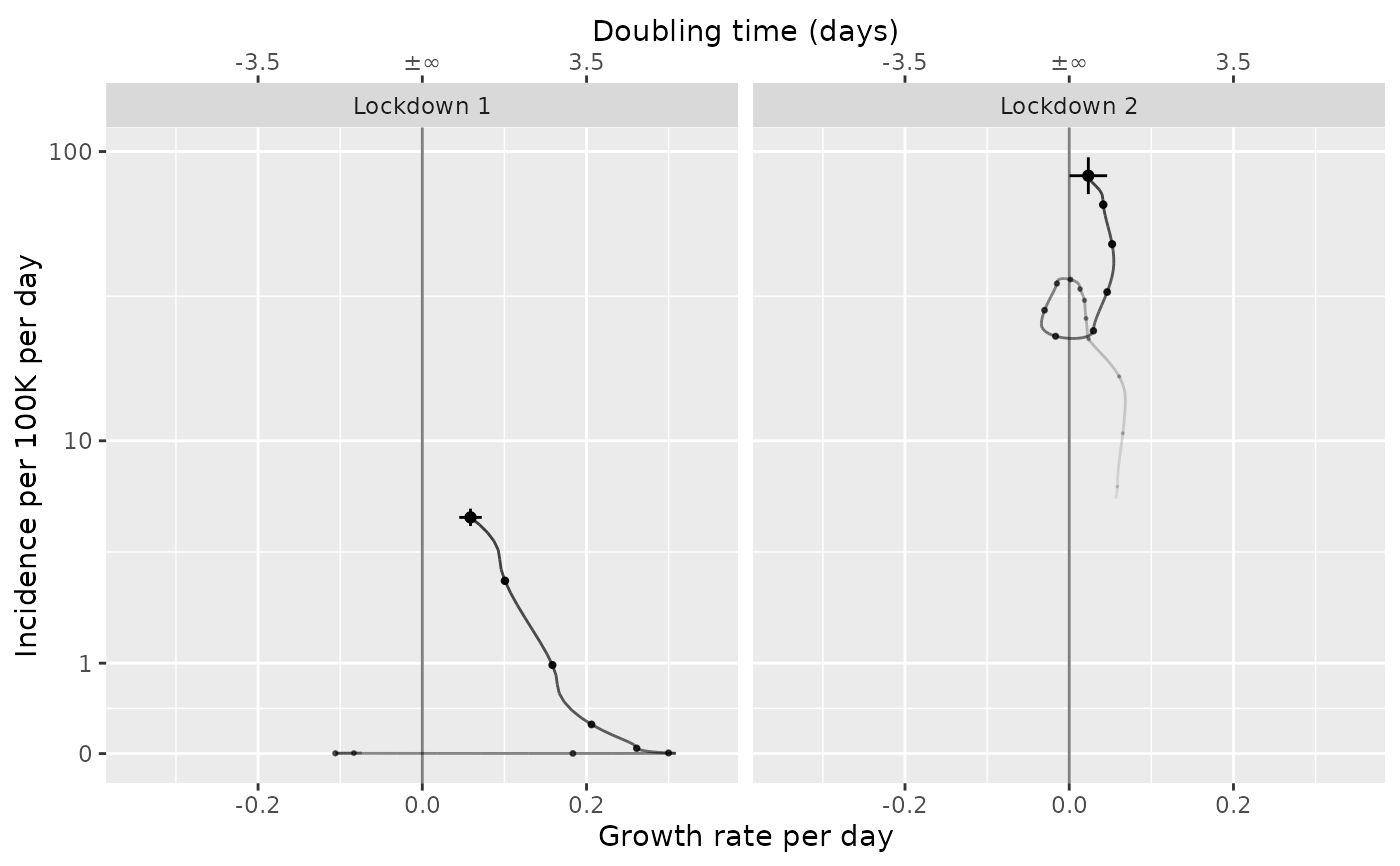 Doubling time (days)
-3.5 ±∞ 3.5 -3.5 ±∞ 3.5
Lockdown 1 Lockdown 2
Incidence per 100K per day
100
10
1
0
-0.2 0.0 0.2 -0.2 0.0 0.2
Growth rate per day